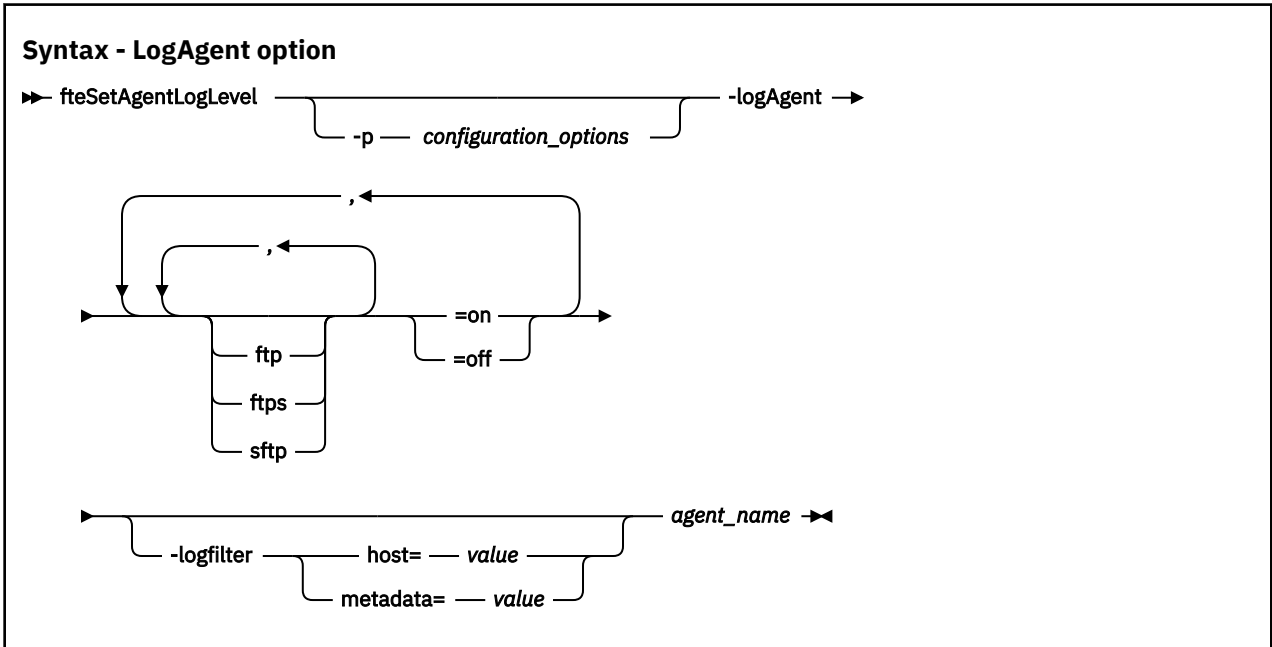 Syntax - LogAgent option
fteSetAgentLogLevel -logAgent
-p configuration_options
,
,
=on
ftp =off
ftps
sftp
agent_name
-logfilter host= value
metadata= value